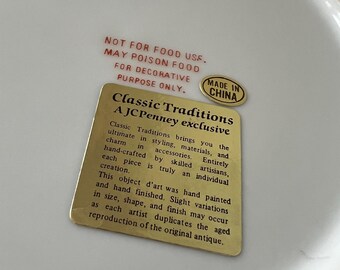 NOT FOR FOOD USE.
MAY POISON FOOD
FOR DECORATIVE
PURPOSE ONLY.
MADE IN
CHINA
Classic Traditions
A JCPenney exclusive
Classic Traditions brings you the
ultimate in styling, materials, and
charm in accessories. Entirely
hand-crafted by skilled artisans,
each piece is truly an individual
creation.
This object d'art was hand painted
and hand finished. Slight variations
in size, shape, and finish may occur
as each artist duplicates the aged
reproduction of the original antique.